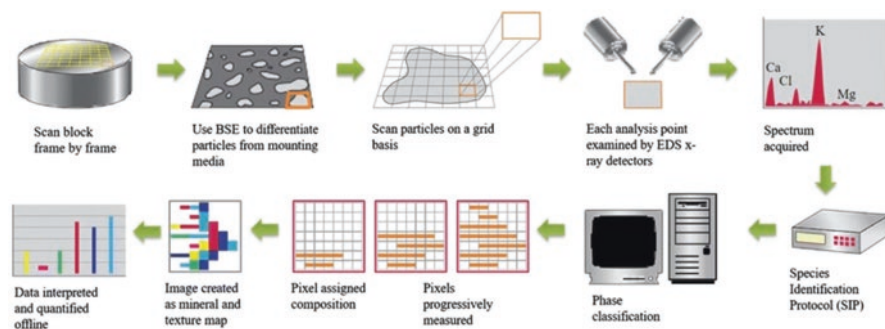 Scan block
frame by frame
Use BSE to differentiate
particles from mounting
media
Scan particles on a grid
basis
Each analysis point
examined by EDS x-
ray detectors
Ca
Cl
K
Mg
Spectrum
acquired
Species
Identification
Protocol (SIP)
Phase
classification
Pixels
progressively
measured
Pixel assigned
composition
Image created
as mineral and
texture map
Data interpreted
and quantified
offline